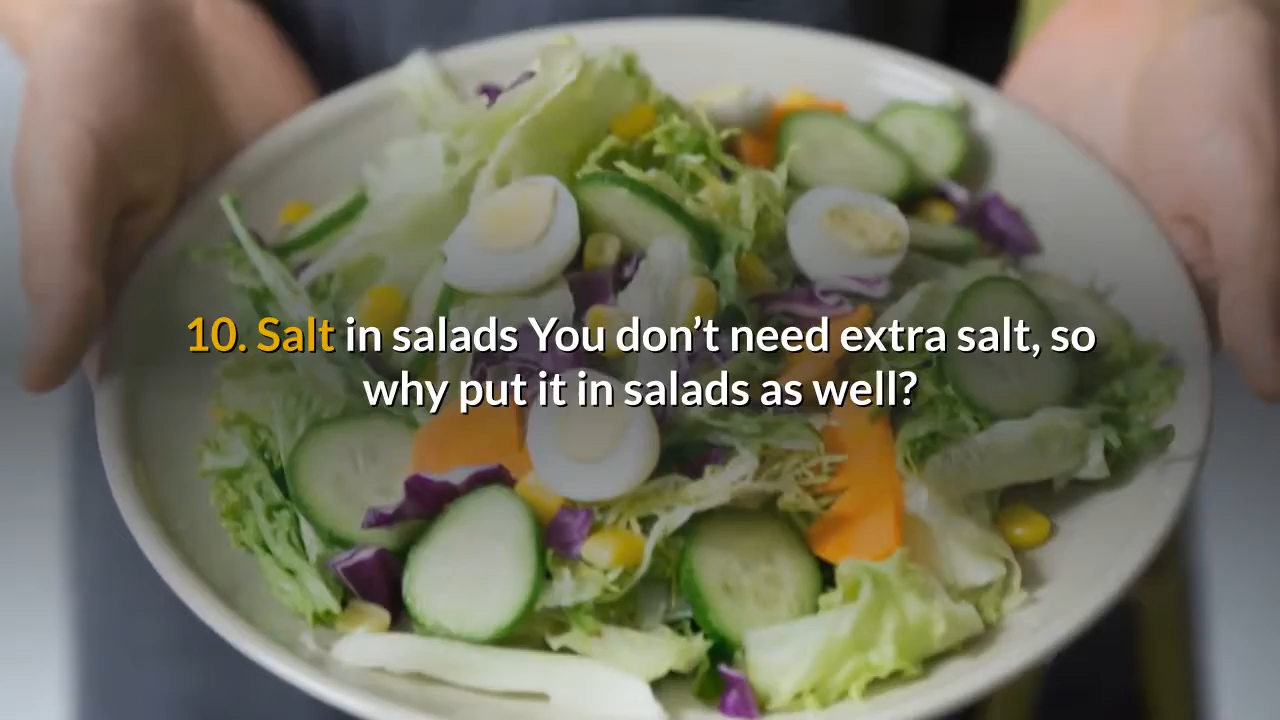 10. Salt in salads You don’t need extra salt, so
why put it in salads as well?